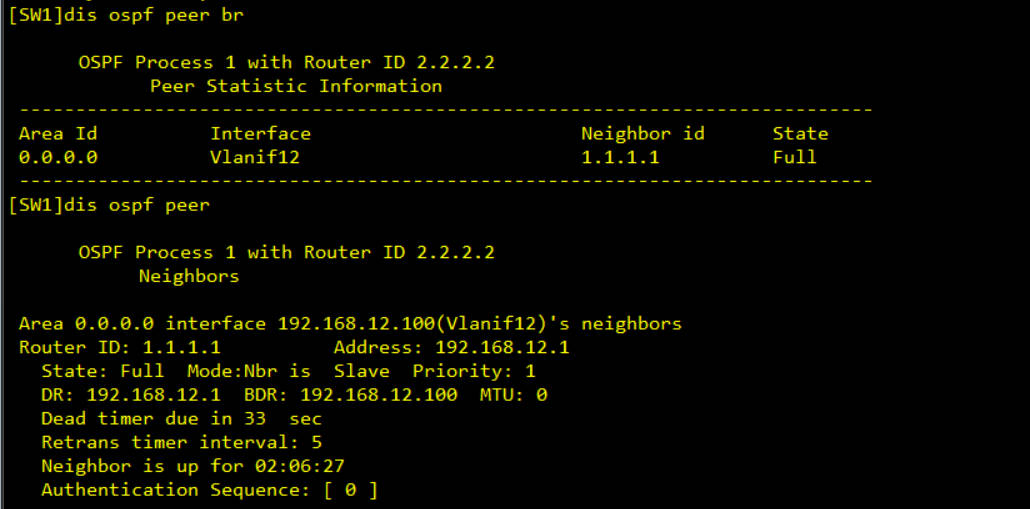 [SW1]dis ospf peer br
OSPF Process 1 with Router ID 2.2.2.2
Peer Statistic Information
----------------------------------------------------------------------------
Area Id          Interface                        Neighbor id      State
0.0.0.0          Vlanif12                         1.1.1.1          Full
----------------------------------------------------------------------------
[SW1]dis ospf peer
OSPF Process 1 with Router ID 2.2.2.2
Neighbors
Area 0.0.0.0 interface 192.168.12.100(Vlanif12)'s neighbors
Router ID: 1.1.1.1          Address: 192.168.12.1
State: Full  Mode:Nbr is  Slave  Priority: 1
DR: 192.168.12.1  BDR: 192.168.12.100  MTU: 0
Dead timer due in 33  sec
Retrans timer interval: 5
Neighbor is up for 02:06:27
Authentication Sequence: [ 0 ]